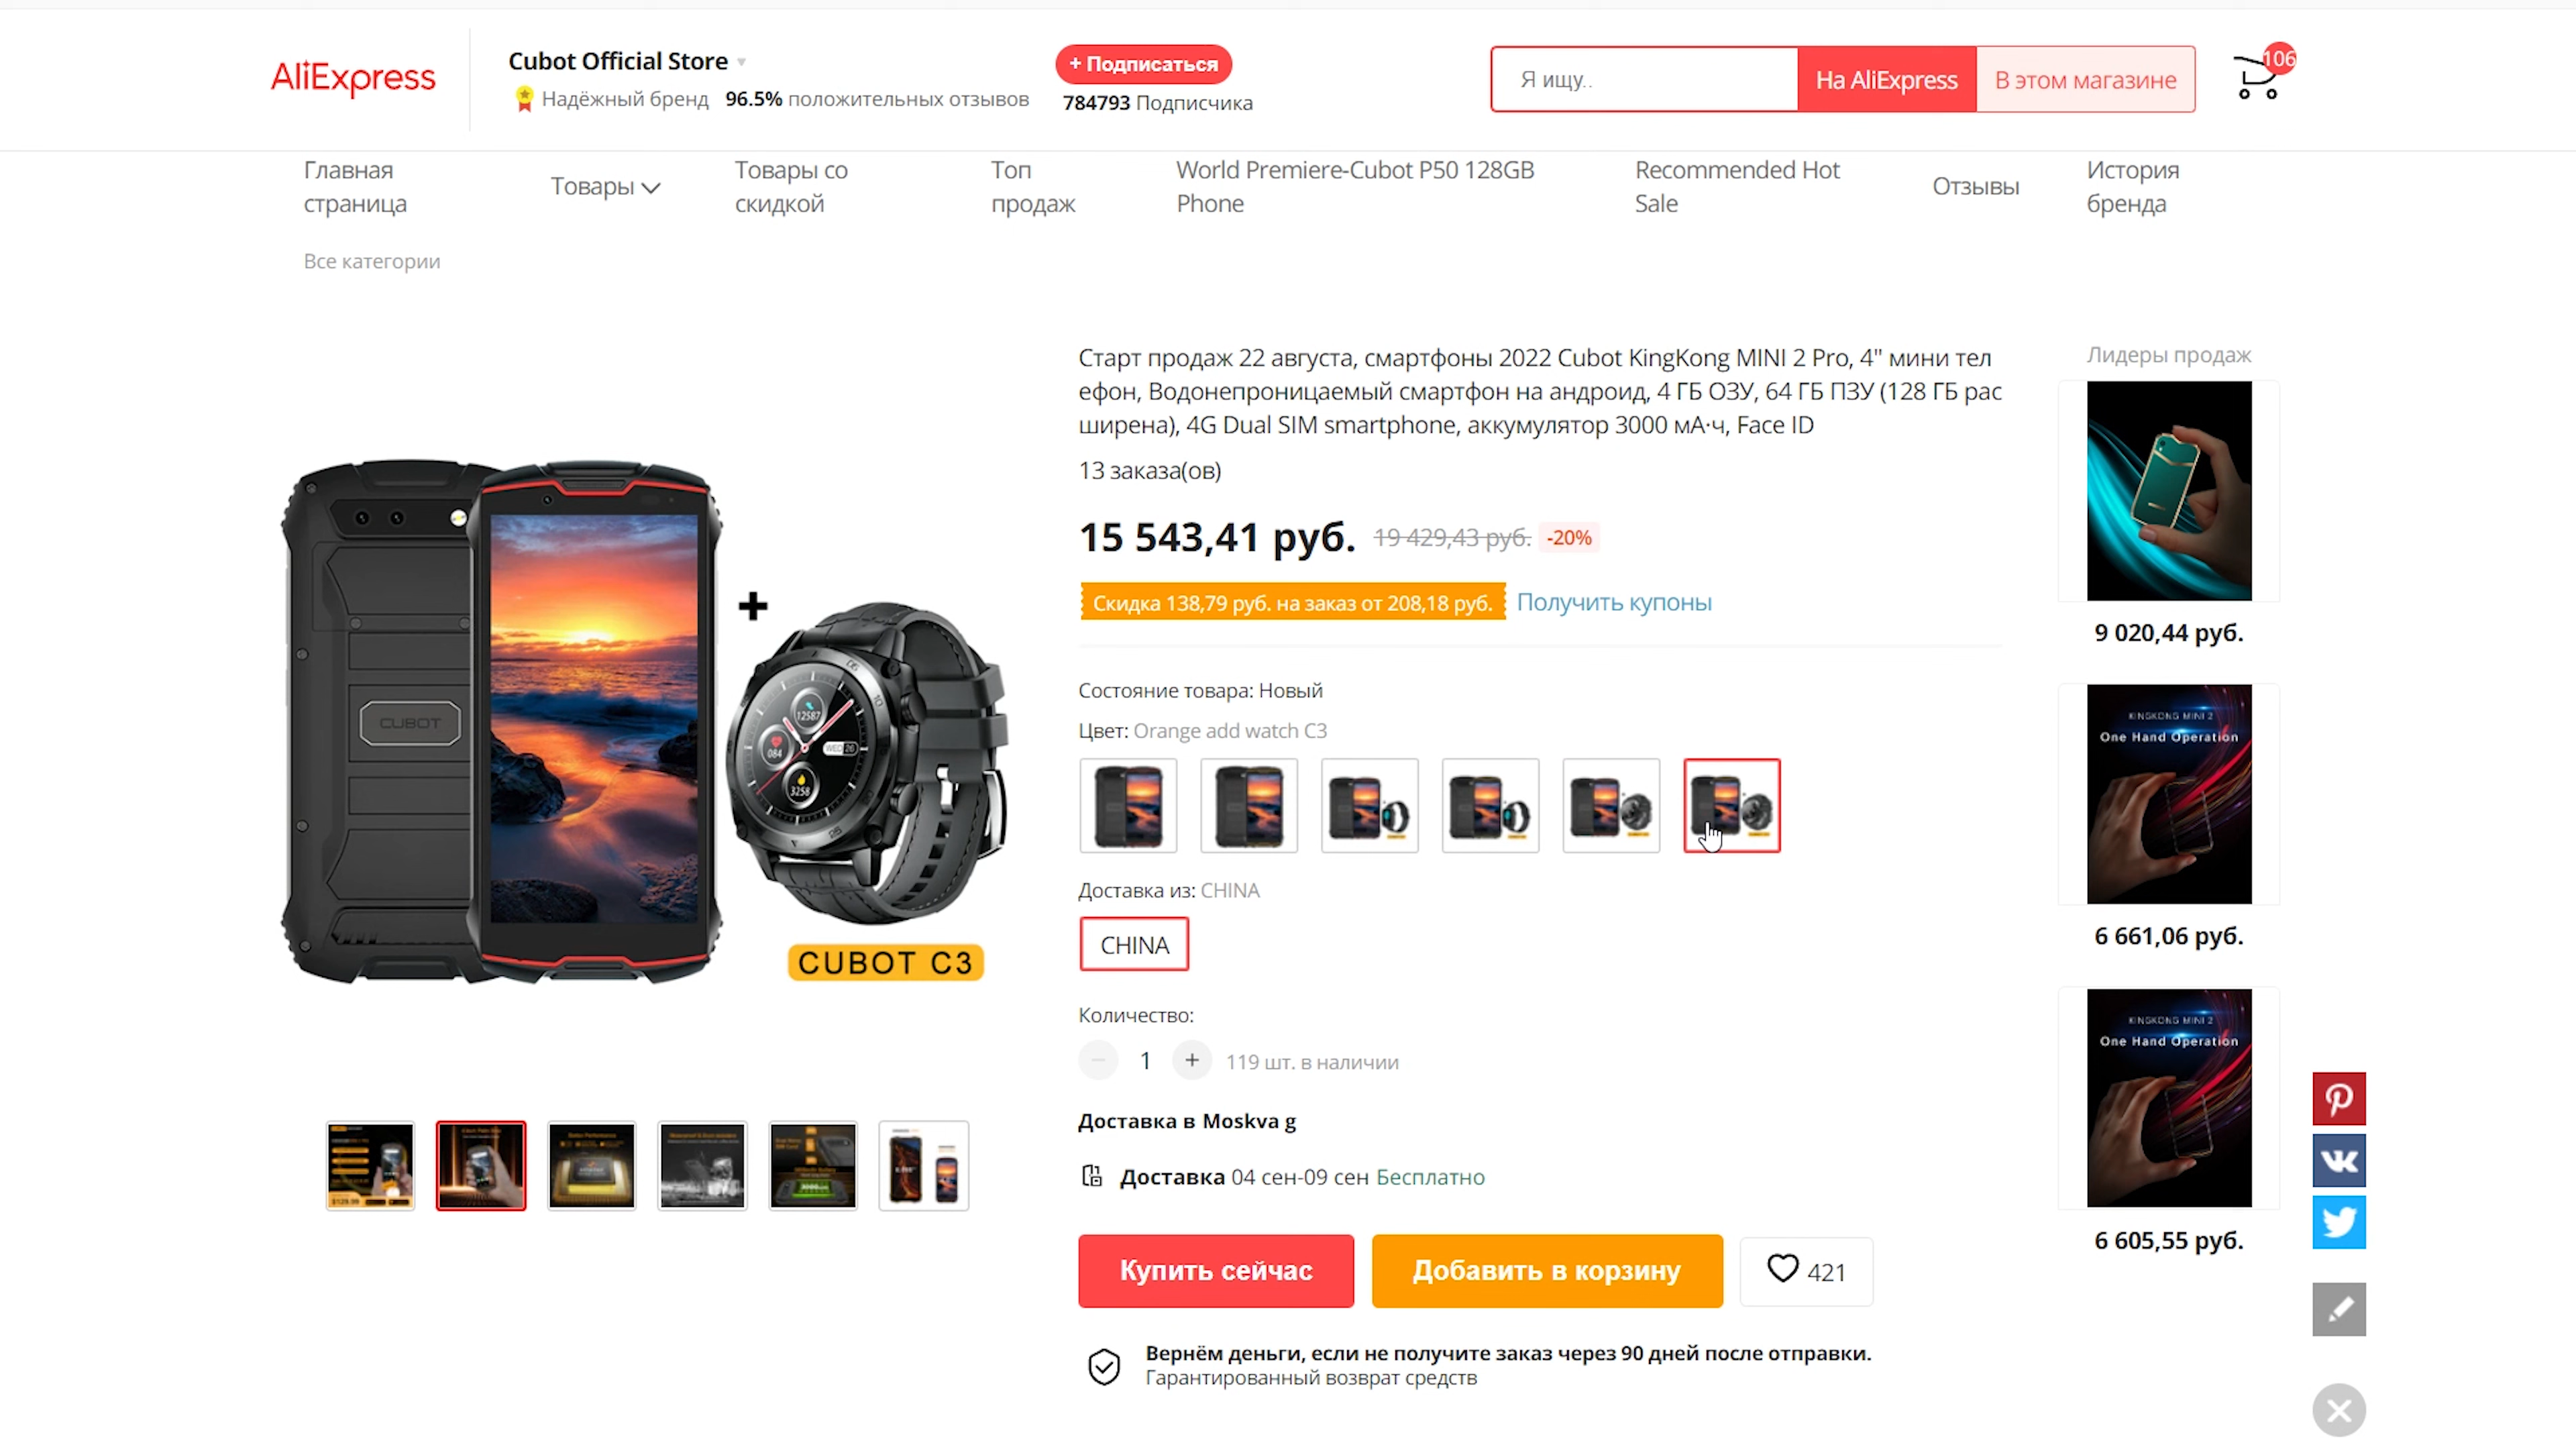 AliExpress
Cubot Official Store
Надёжный бренд 96.5% положительных отзывов
+ Подписаться
784793 Подписчика
Я ищу..
На AliExpress
В этом магазине
106
Главная страница
Товары
Товары со скидкой
Топ продаж
World Premiere-Cubot P50 128GB Phone
Recommended Hot Sale
Отзывы
История бренда
Все категории
Старт продаж 22 августа, смартфоны 2022 Cubot KingKong MINI 2 Pro, 4" мини тел
ефон, Водонепроницаемый смартфон на андроид, 4 ГБ ОЗУ, 64 ГБ ПЗУ (128 ГБ рас
ширена), 4G Dual SIM smartphone, аккумулятор 3000 мА·ч, Face ID
13 заказа(ов)
15 543,41 руб. 19 429,43 руб. -20%
Скидка 138,79 руб. на заказ от 208,18 руб. Получить купоны
Состояние товара: Новый
Цвет: Orange add watch C3
Доставка из: CHINA
CHINA
Количество:
1 + 119 шт. в наличии
Доставка в Moskva g
Доставка 04 сен-09 сен Бесплатно
Купить сейчас
Добавить в корзину
421
Вернём деньги, если не получите заказ через 90 дней после отправки.
Гарантированный возврат средств
CUBOT
+
12587
084
WED 26
3258
CUBOT C3
Лидеры продаж
9 020,44 руб.
KINGKONG MINI 2
One Hand Operation
6 661,06 руб.
KINGKONG MINI 2
One Hand Operation
6 605,55 руб.